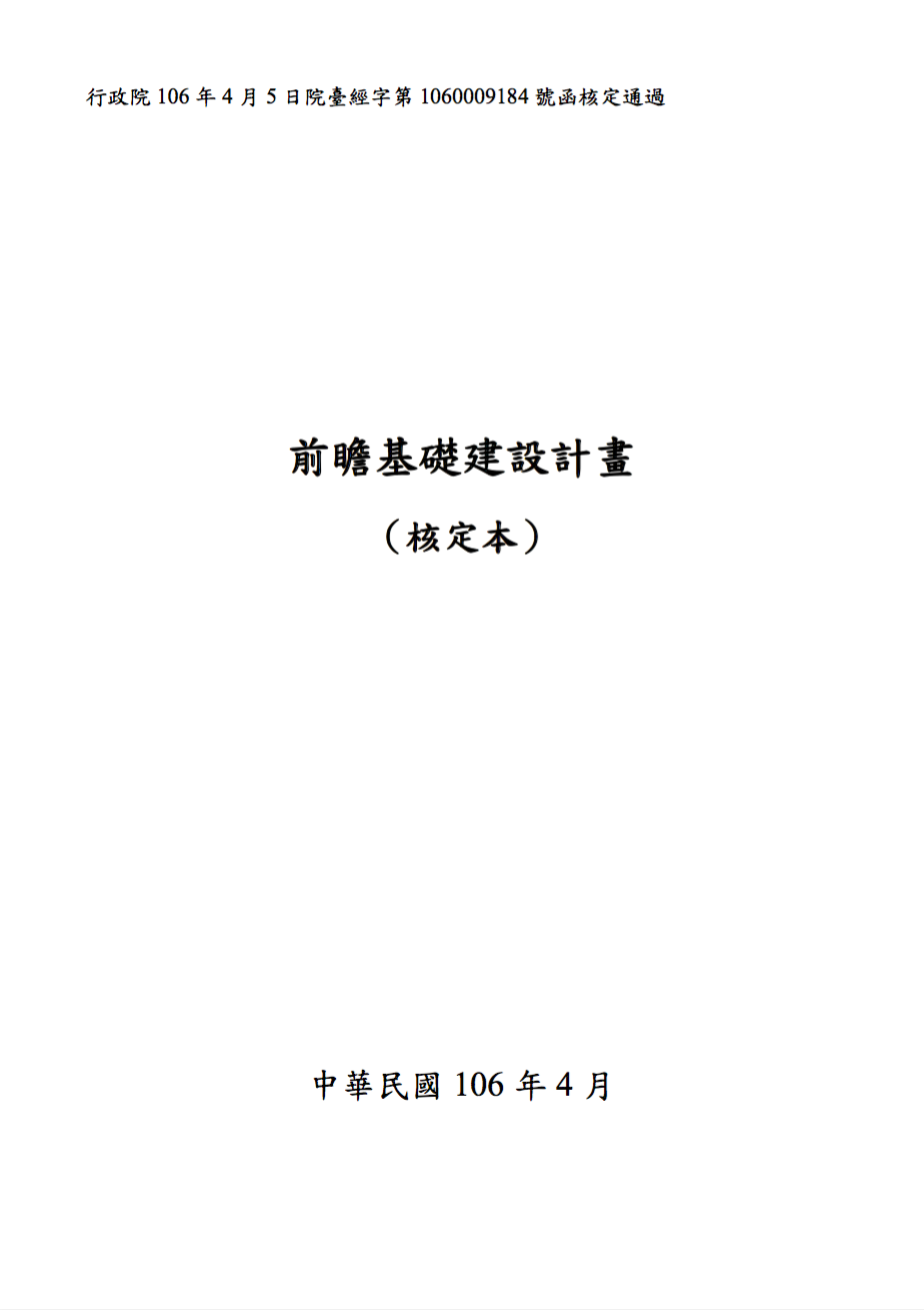 行政院 106 年 4 月 5 日院臺經字第 1060009184 號函核定通過
前瞻基礎建設計畫
（核定本）
中華民國 106 年 4 月